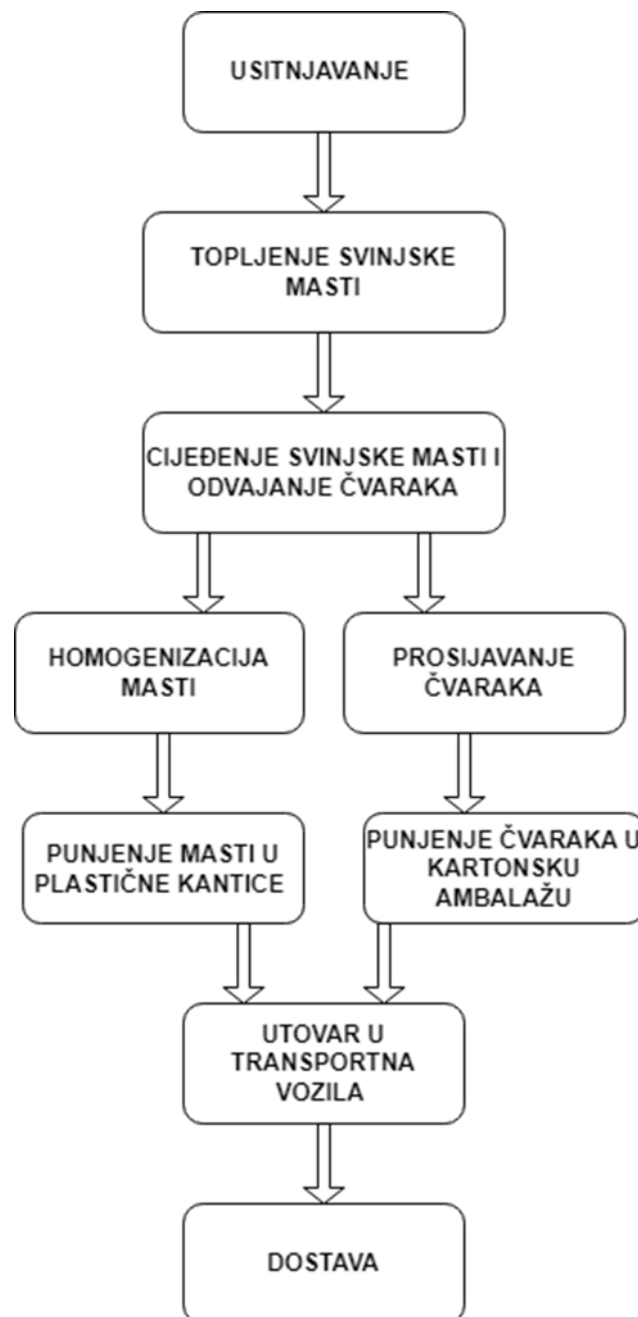 USITNJAVANJE
TOPLJENJE SVINJSKE
MASTI
CIJEĐENJE SVINJSKE MASTI I
ODVAJANJE ČVARAKA
HOMOGENIZACIJA
MASTI
PROSIJAVANJE
ČVARAKA
PUNJENJE MASTI U
PLASTIČNE KANTICE
PUNJENJE ČVARAKA U
KARTONSKU
AMBALAŽU
UTOVAR U
TRANSPORTNA
VOZILA
DOSTAVA